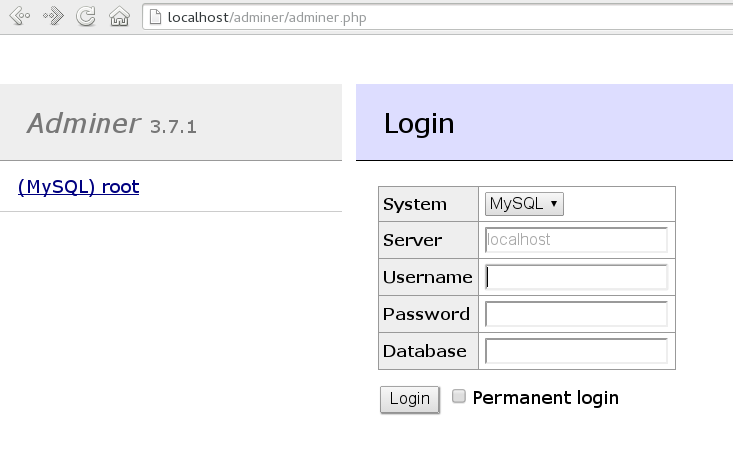 localhost/adminer/adminer.php
Adminer 3.7.1
Login
(MySQL) root
System MySQL
Server localhost
Username
Password
Database
Login Permanent login